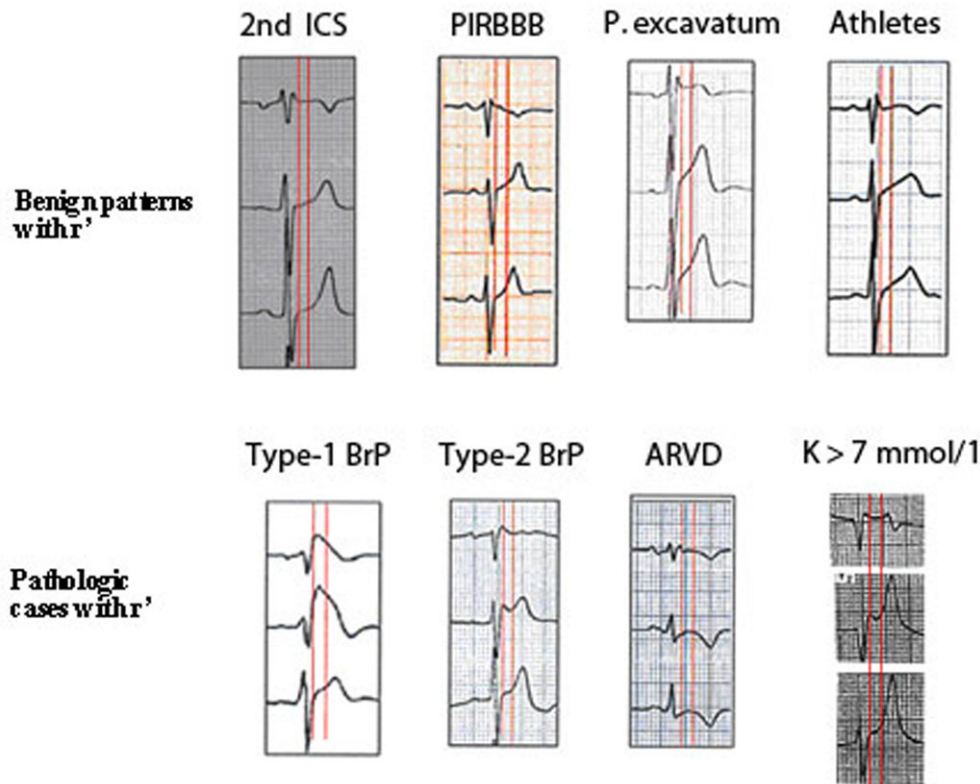 2nd ICS
PIRBBB
P. excavatum
Athletes
Benign patterns
with r’
Type-1 BrP
Type-2 BrP
ARVD
K > 7 mmol/1
Pathologic
cases with r’